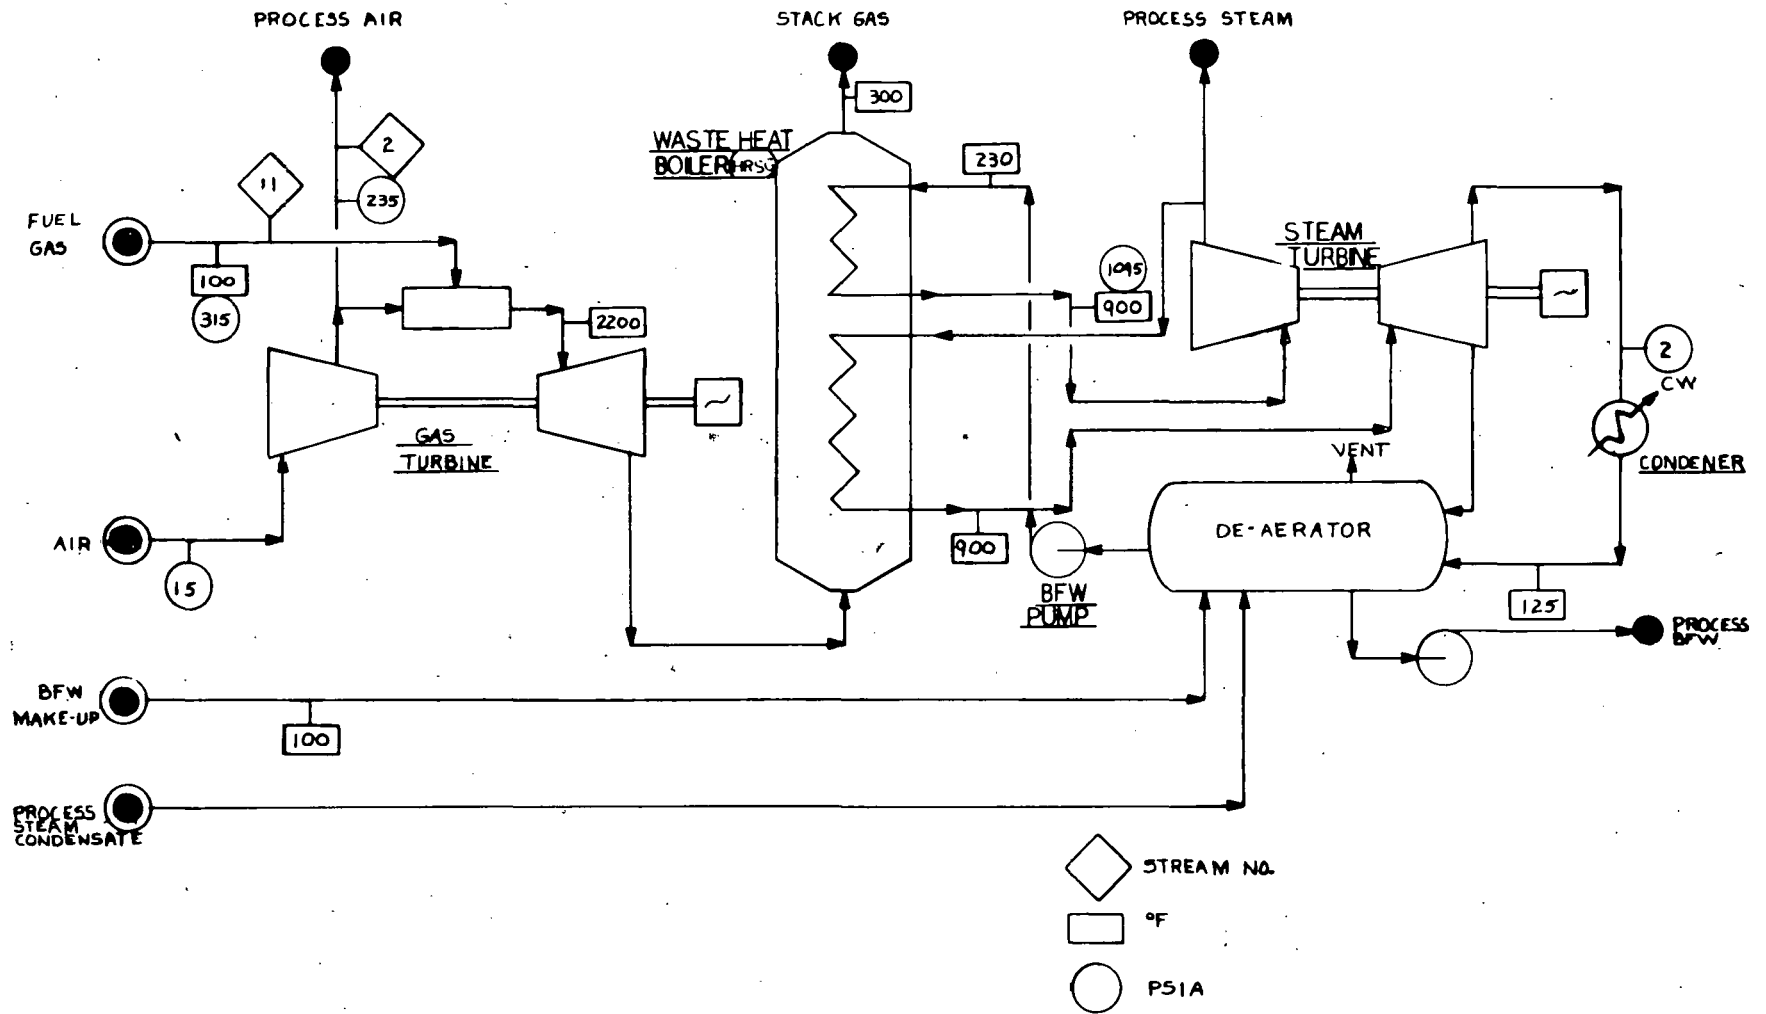 PROCESS AIR
STACK GAS
PROCESS STEAM
300
2
WASTE HEAT
BOILER HRSG
230
11
235
FUEL
GAS
STEAM
TURBINE
1095
900
100
315
2200
~
2
CW
~
GAS
TURBINE
VENT
CONDENER
DE-AERATOR
AIR
900
15
BFW
PUMP
125
PROCESS
BFW
BFW
MAKE-UP
100
PROCESS
STEAM
CONDENSATE
STREAM NO.
°F
PSIA